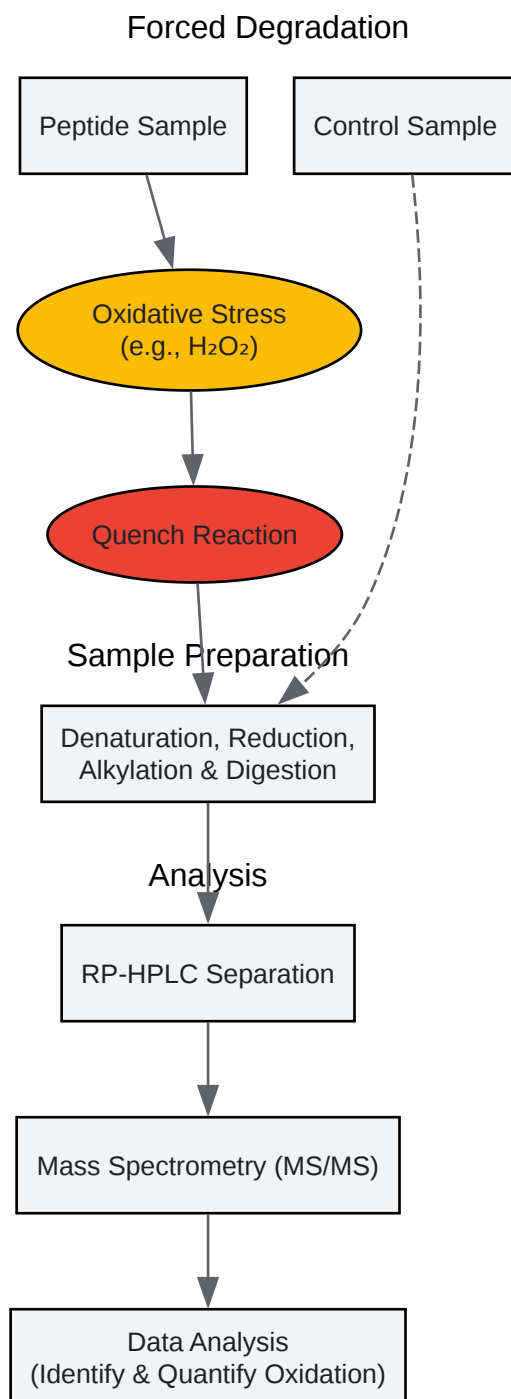 Forced Degradation
Peptide Sample
Control Sample
Oxidative Stress
(e.g., H₂O₂)
Quench Reaction
Sample Preparation
Denaturation, Reduction,
Alkylation & Digestion
Analysis
RP-HPLC Separation
Mass Spectrometry (MS/MS)
Data Analysis
(Identify & Quantify Oxidation)